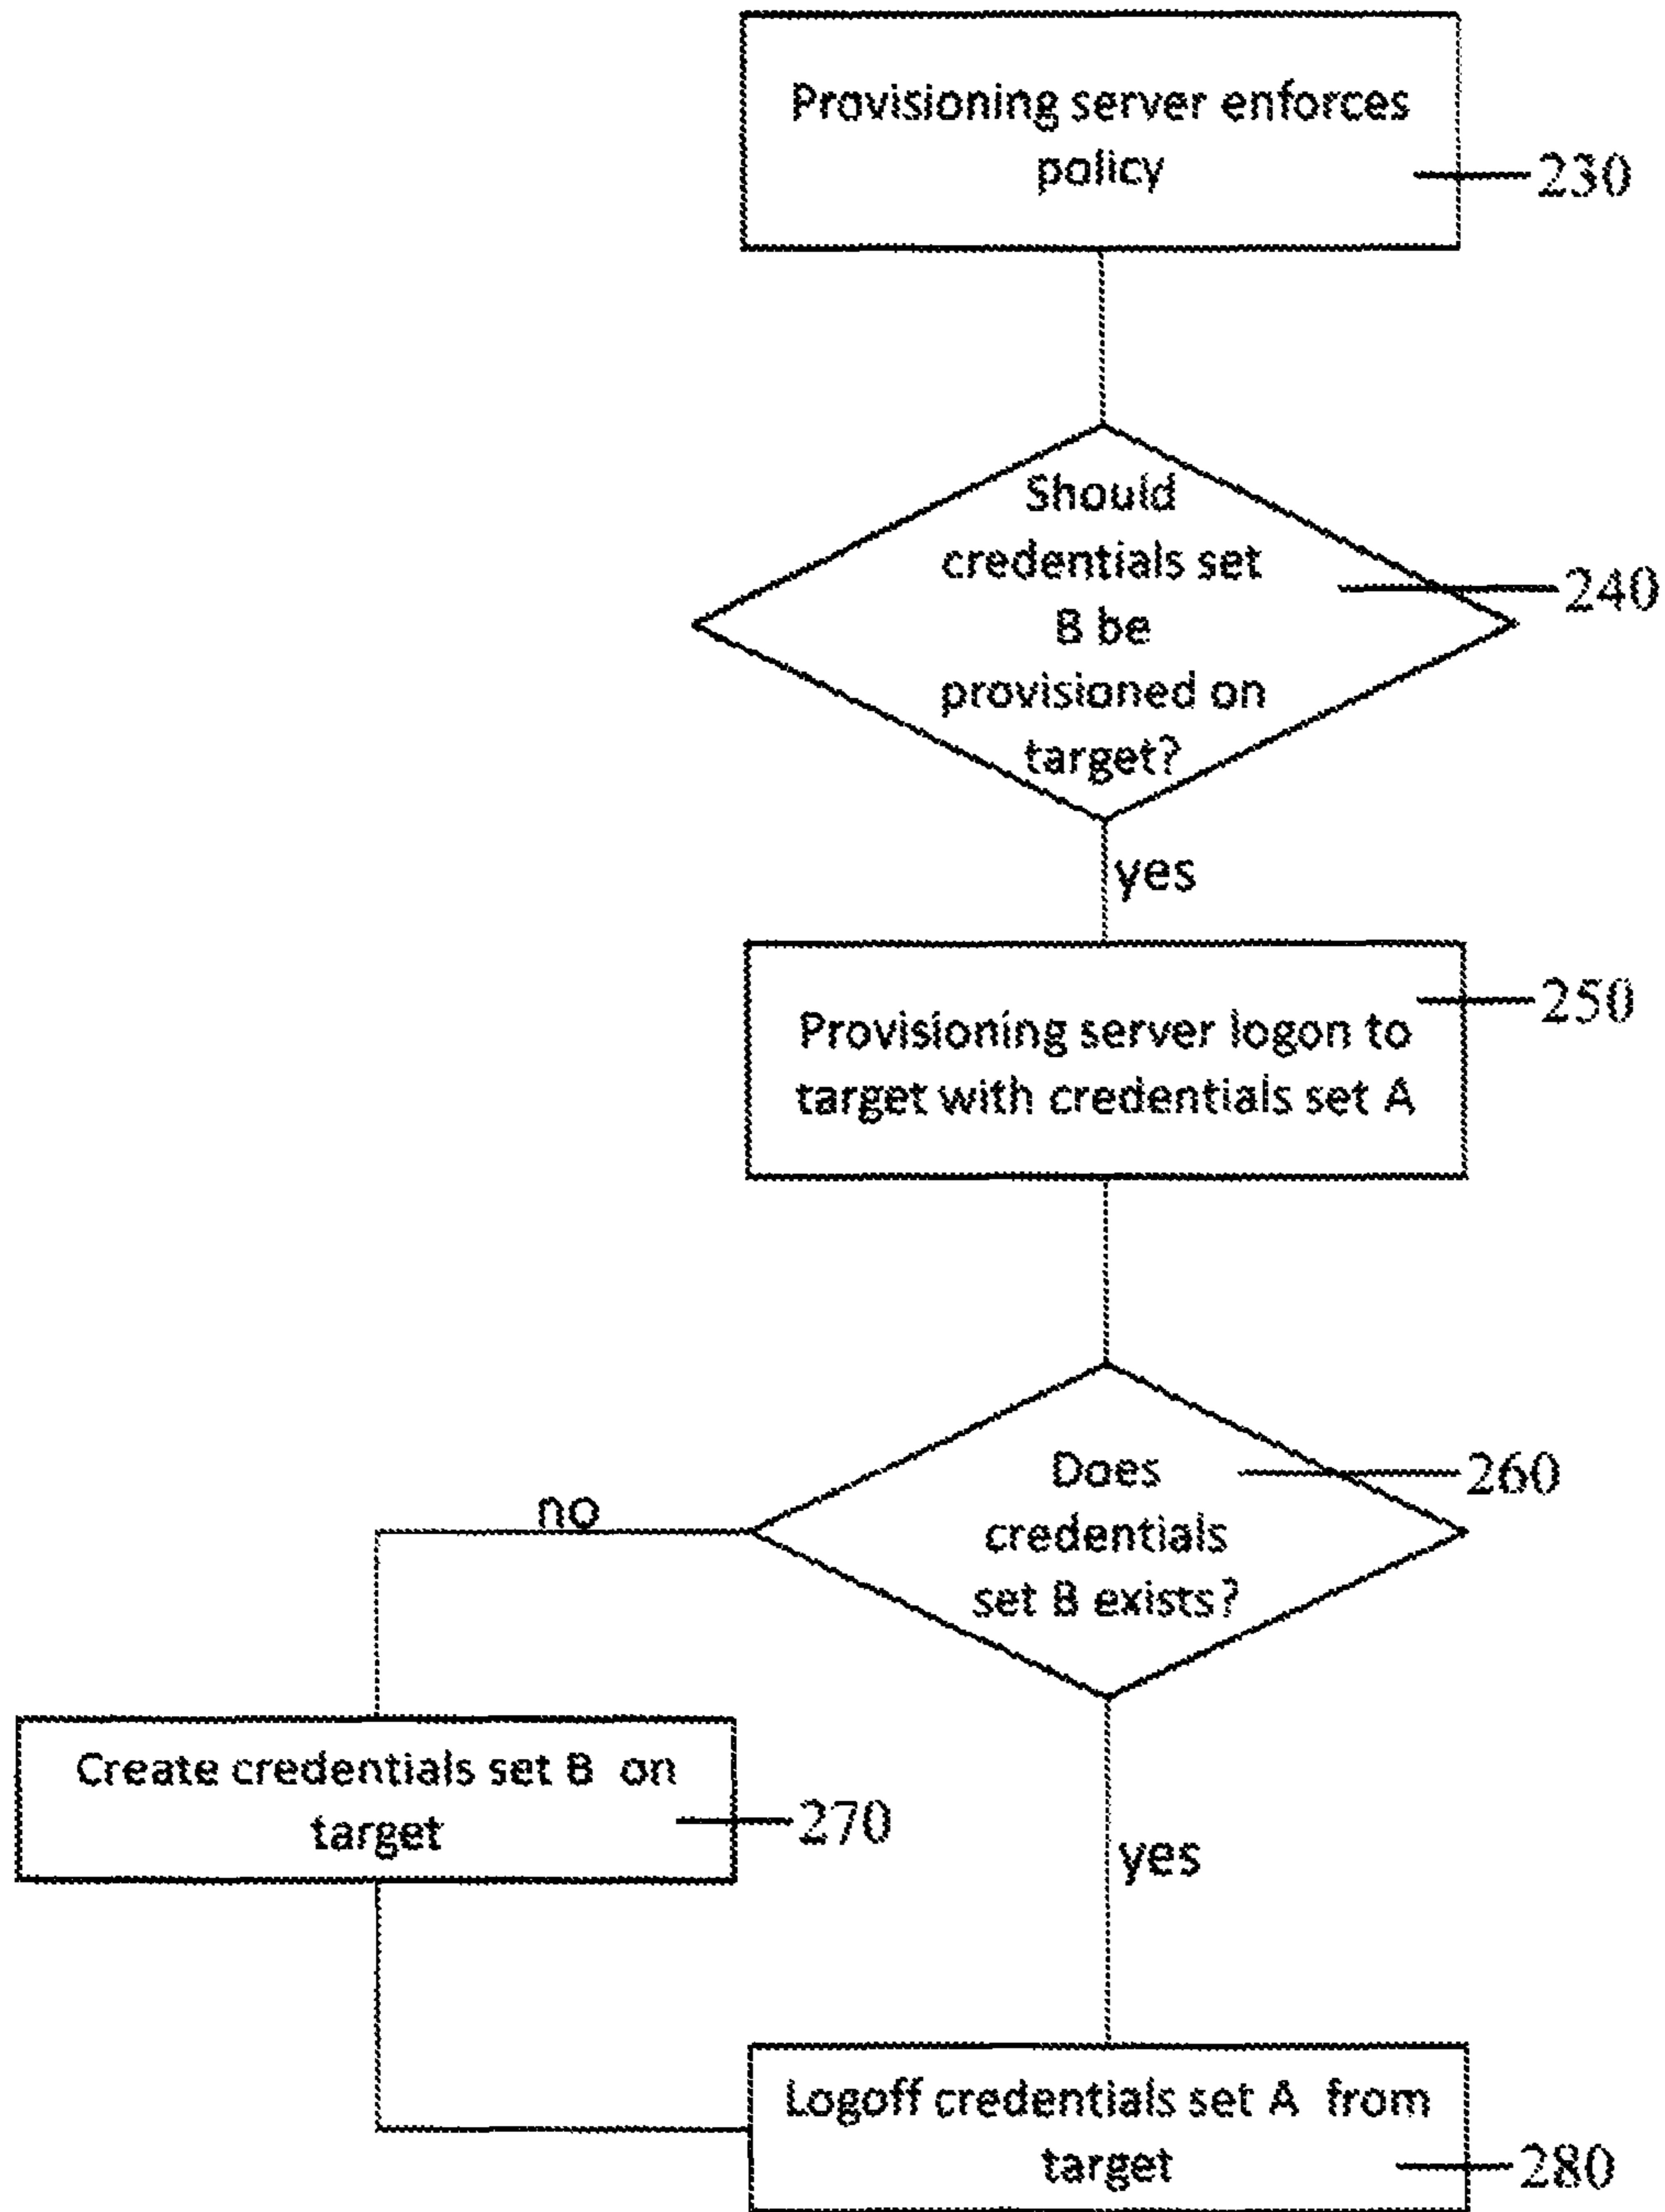 Provisioning server enforces
policy
230
Should
credentials set
B be
provisioned on
target?
240
yes
250
Provisioning server logon to
target with credentials set A
Does
credentials
set B exists?
260
no
Create credentials set B on
target
270
yes
Logoff credentials set A from
target
280